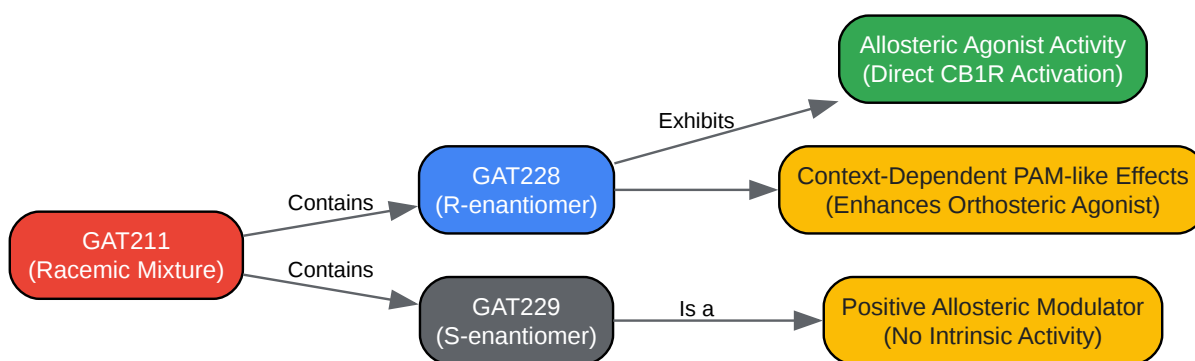 Allosteric Agonist Activity
(Direct CB1R Activation)
Exhibits
GAT228
(R-enantiomer)
Context-Dependent PAM-like Effects
(Enhances Orthosteric Agonist)
Contains
GAT211
(Racemic Mixture)
Contains
GAT229
(S-enantiomer)
Is a
Positive Allosteric Modulator
(No Intrinsic Activity)